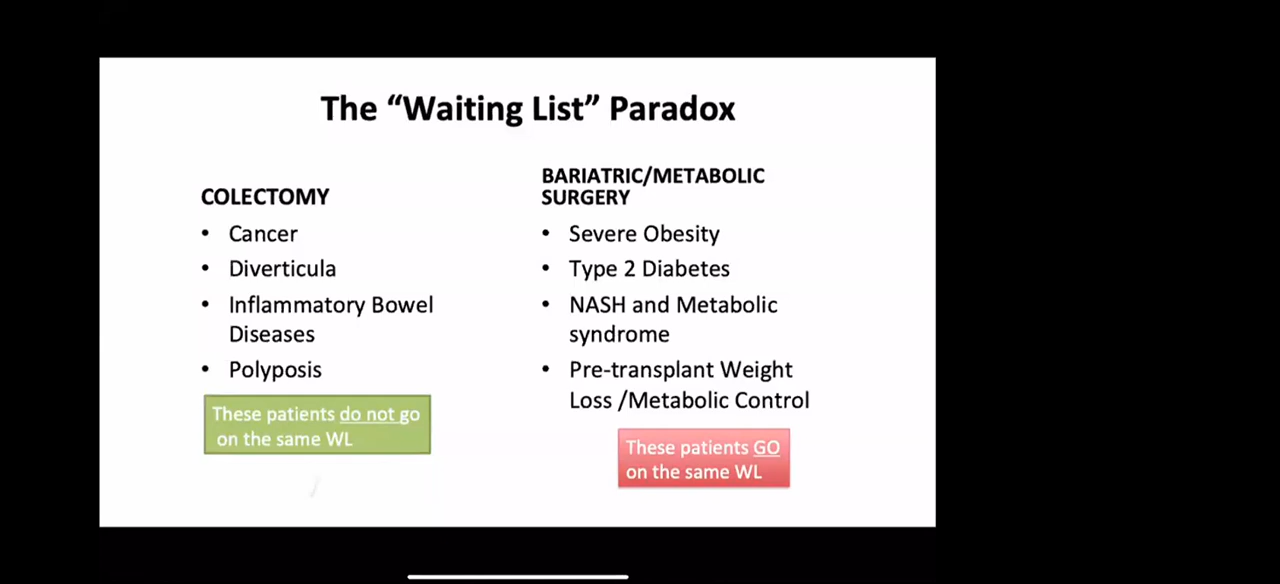 The “Waiting List” Paradox
COLECTOMY
• Cancer
• Diverticula
• Inflammatory Bowel
Diseases
• Polyposis
These patients do not go
on the same WL
BARIATRIC/METABOLIC
SURGERY
• Severe Obesity
• Type 2 Diabetes
• NASH and Metabolic
syndrome
• Pre-transplant Weight
Loss /Metabolic Control
These patients GO
on the same WL